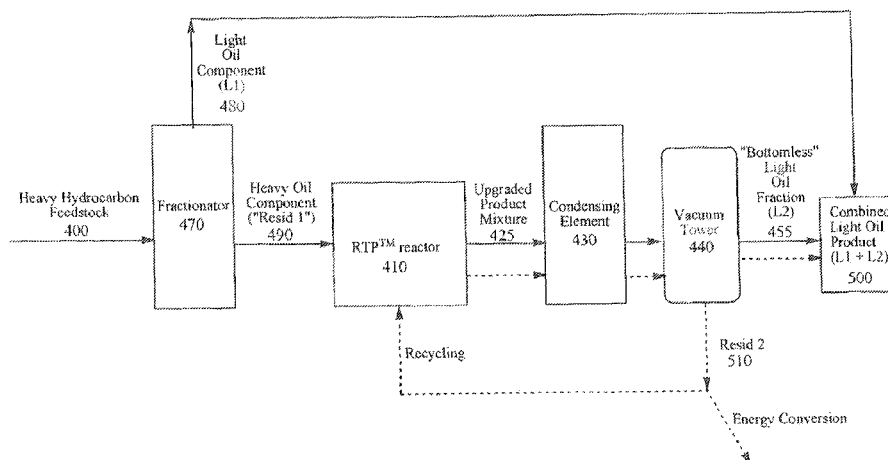 Light
Oil
Component
(L1)
480
Heavy Hydrocarbon
Feedstock
400
Fractionator
470
Heavy Oil
Component
("Resid 1")
490
RTP™ reactor
410
Upgraded
Product
Mixture
425
Condensing
Element
430
Vacuum
Tower
440
"Bottomless"
Light
Oil
Fraction
(L2)
455
Combined
Light Oil
Product
(L1 + L2)
500
Recycling
Resid 2
510
Energy Conversion